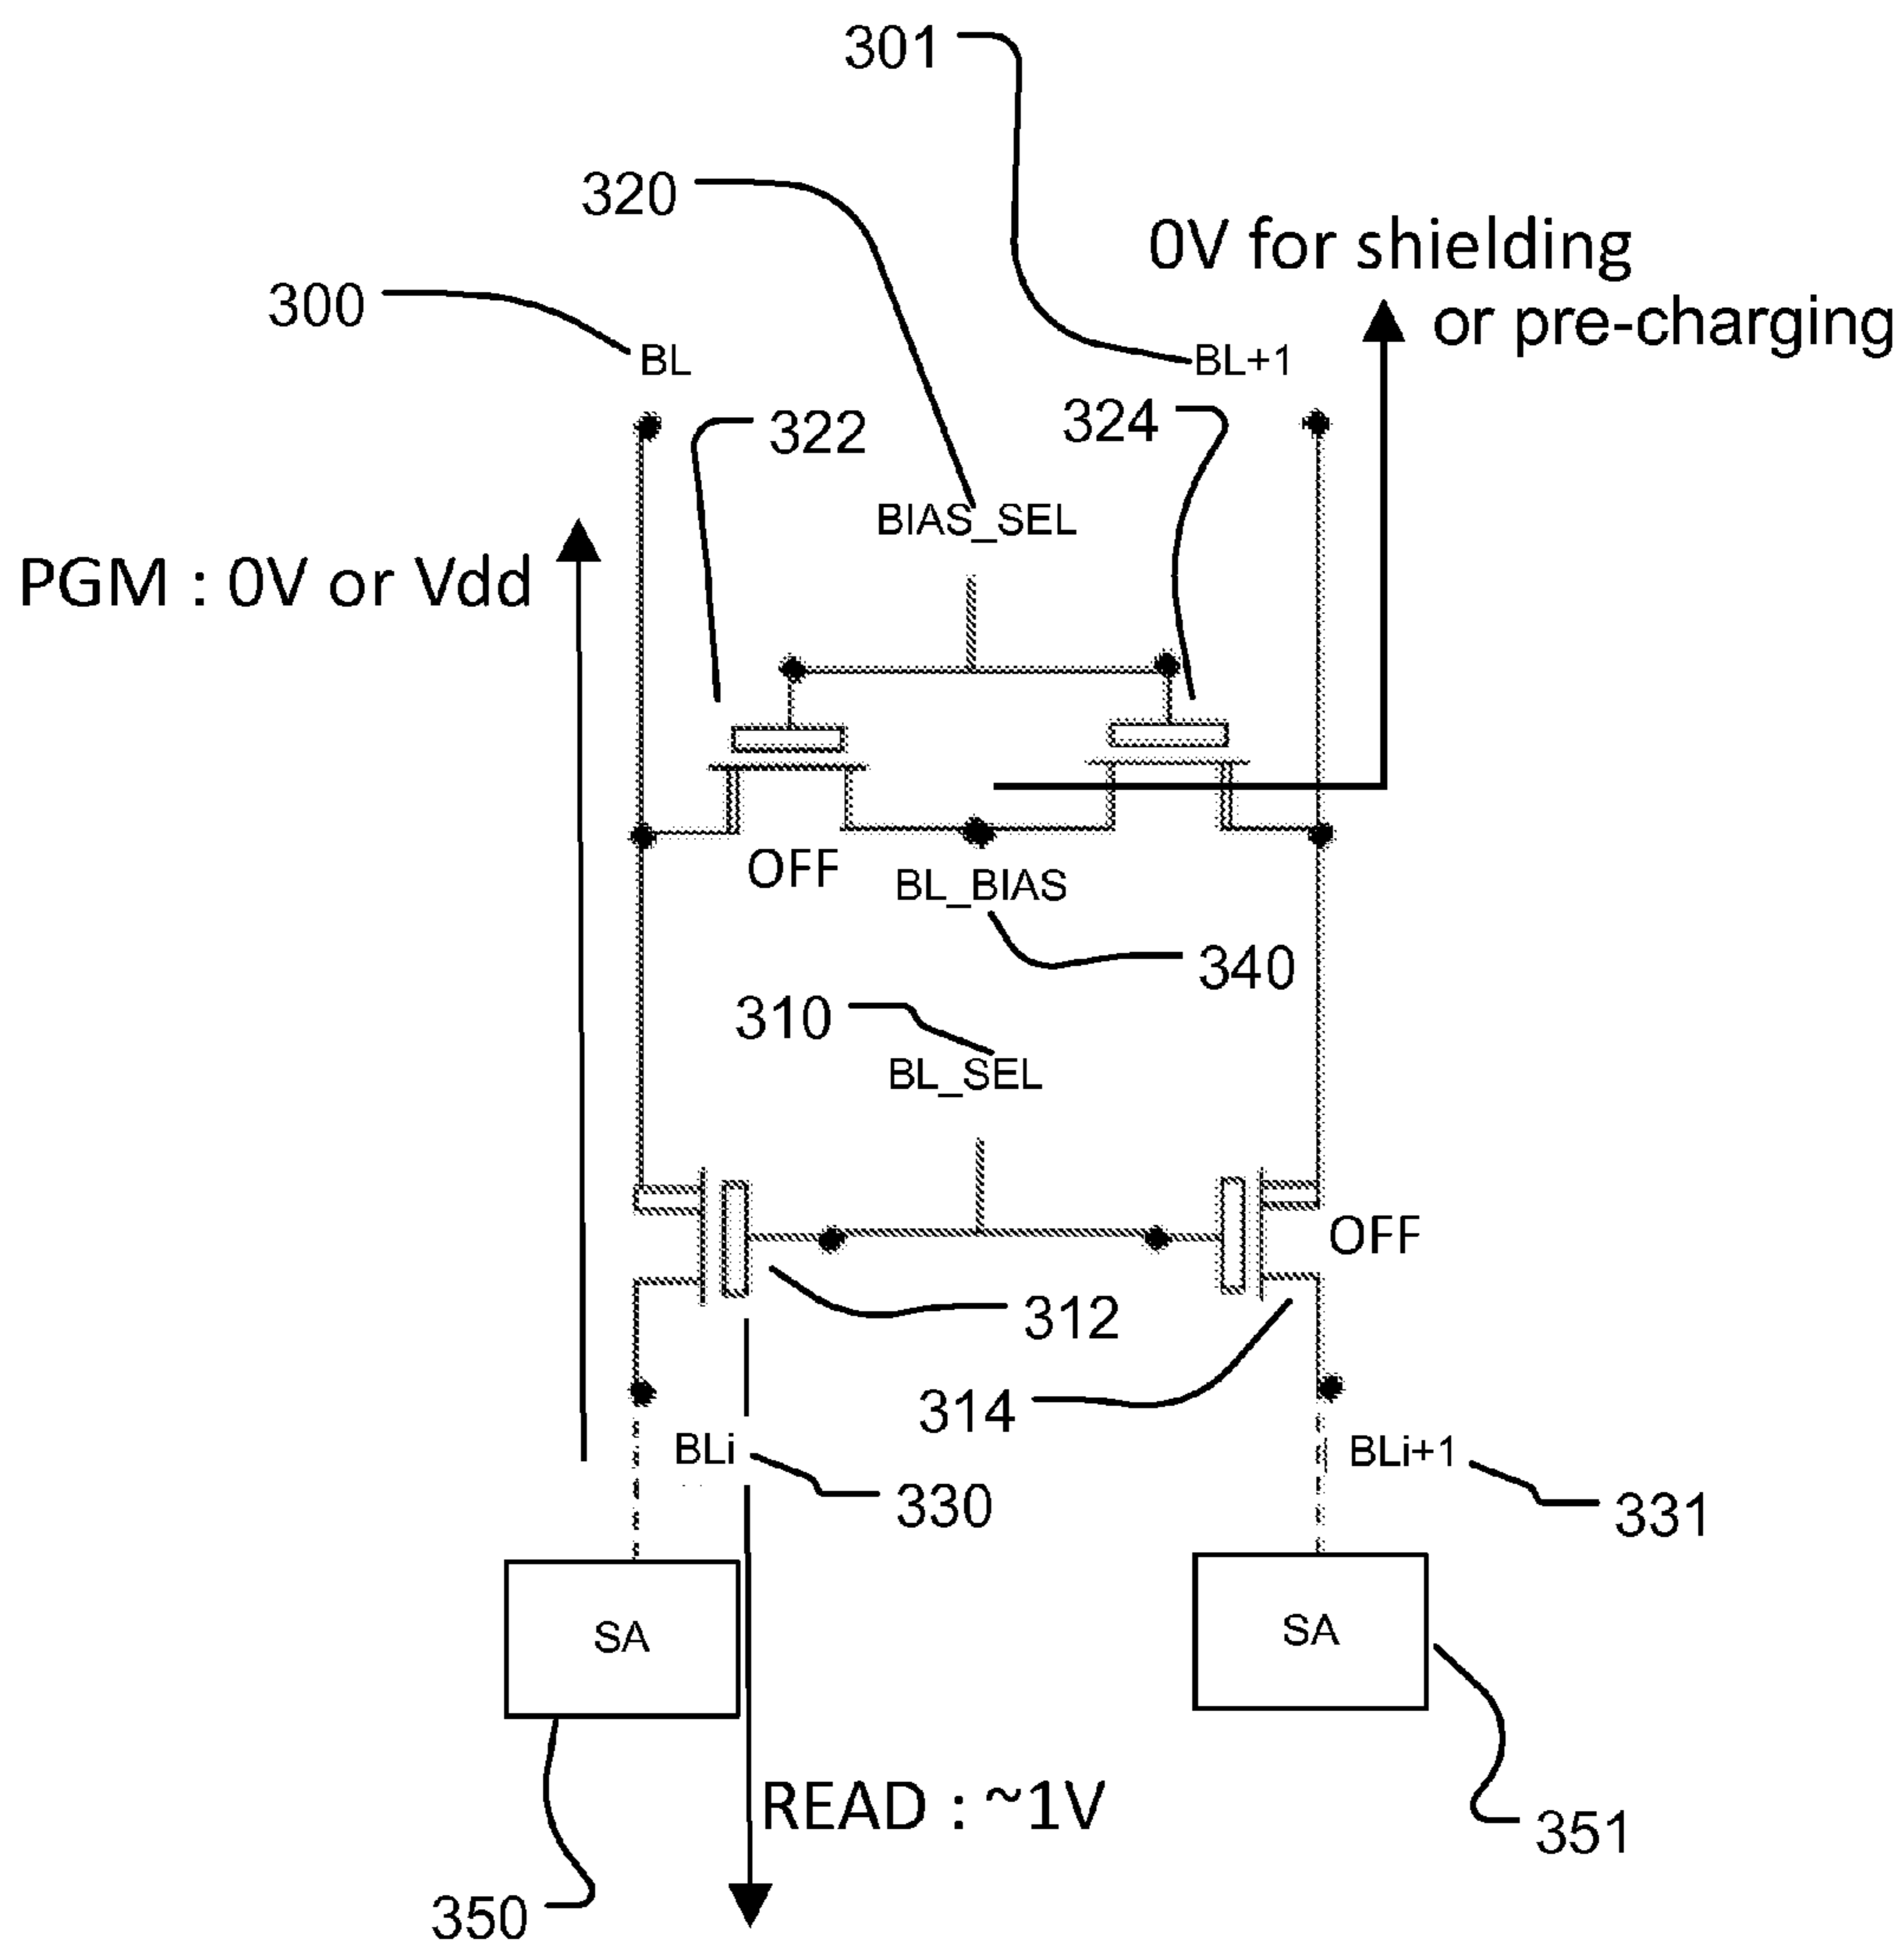 301
320
0V for shielding
300
or pre-charging
BL
BL+1
322
324
BIAS_SEL
PGM : 0V or Vdd
OFF
BL_BIAS
340
310
BL_SEL
OFF
312
314
BLi
BLi+1
330
331
SA
SA
READ : ~1V
351
350